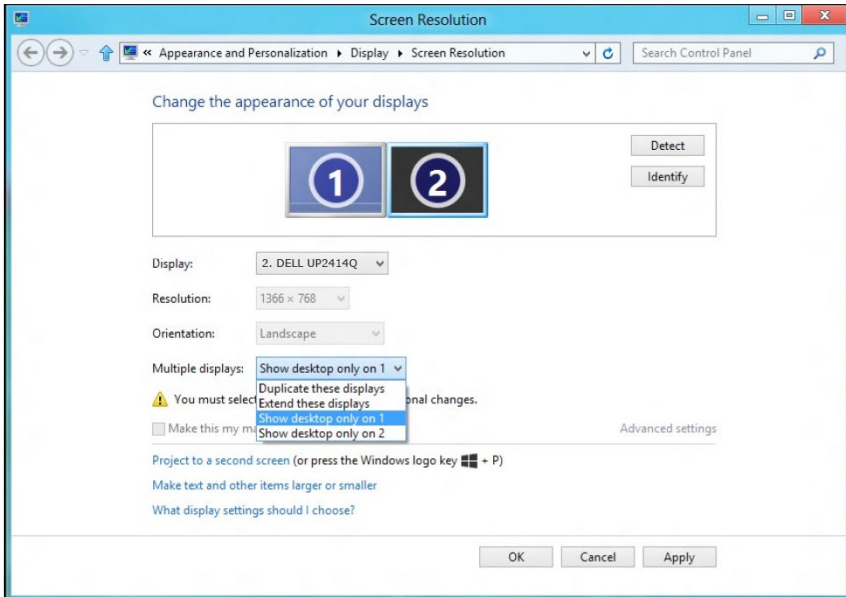 Screen Resolution
« Appearance and Personalization ▸ Display ▸ Screen Resolution
Search Control Panel
Change the appearance of your displays
1
2
Detect
Identify
Display: 2. DELL UP2414Q
Resolution: 1366 × 768
Orientation: Landscape
Multiple displays: Show desktop only on 1
Duplicate these displays
Extend these displays
Show desktop only on 1
Show desktop only on 2
You must selec onal changes.
Make this my ma
Advanced settings
Project to a second screen (or press the Windows logo key + P)
Make text and other items larger or smaller
What display settings should I choose?
OK Cancel Apply